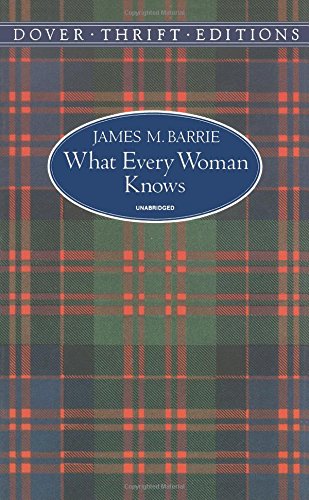 DOVER · THRIFT · EDITIONS
JAMES M. BARRIE
What Every Woman
Knows
UNABRIDGED